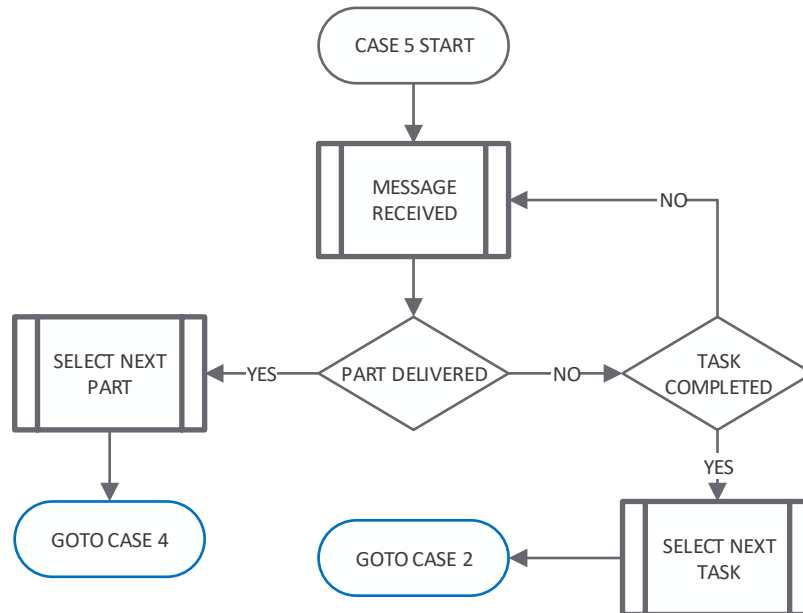 CASE 5 START
MESSAGE
RECEIVED
NO
SELECT NEXT
PART
YES
PART DELIVERED
NO
TASK
COMPLETED
YES
GOTO CASE 4
GOTO CASE 2
SELECT NEXT
TASK